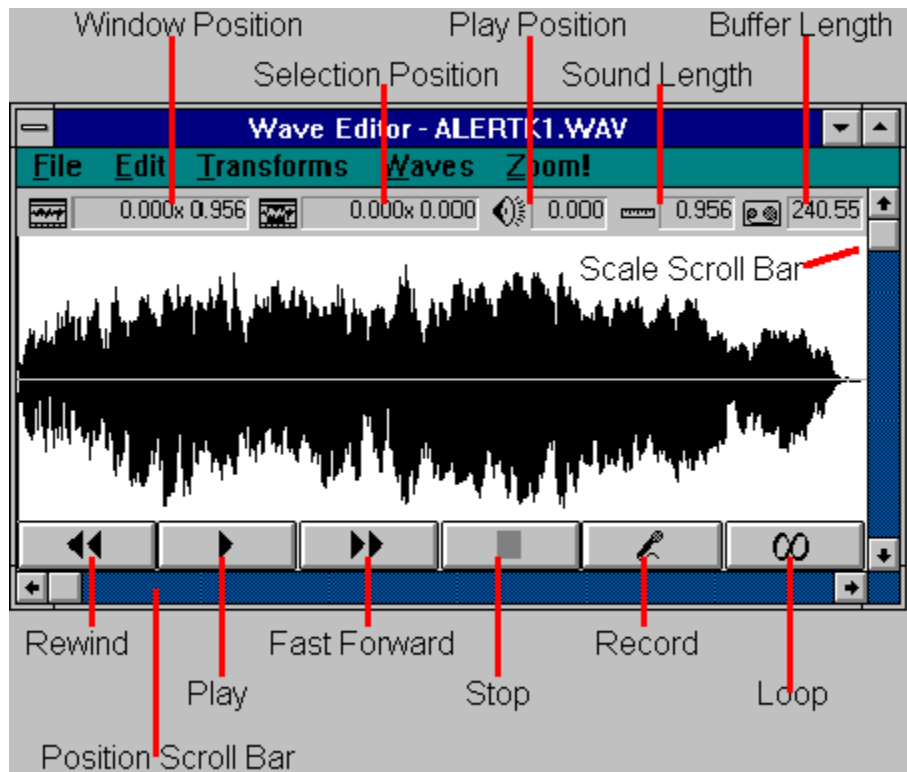 Window Position Play Position Buffer Length
Selection Position Sound Length
Wave Editor - ALERTK1.WAV
File Edit Transforms Waves Zoom!
0.000x 0.956 0.000x 0.000 0.000 0.956 240.55
Scale Scroll Bar
Rewind Fast Forward Record
Play Stop Loop
Position Scroll Bar